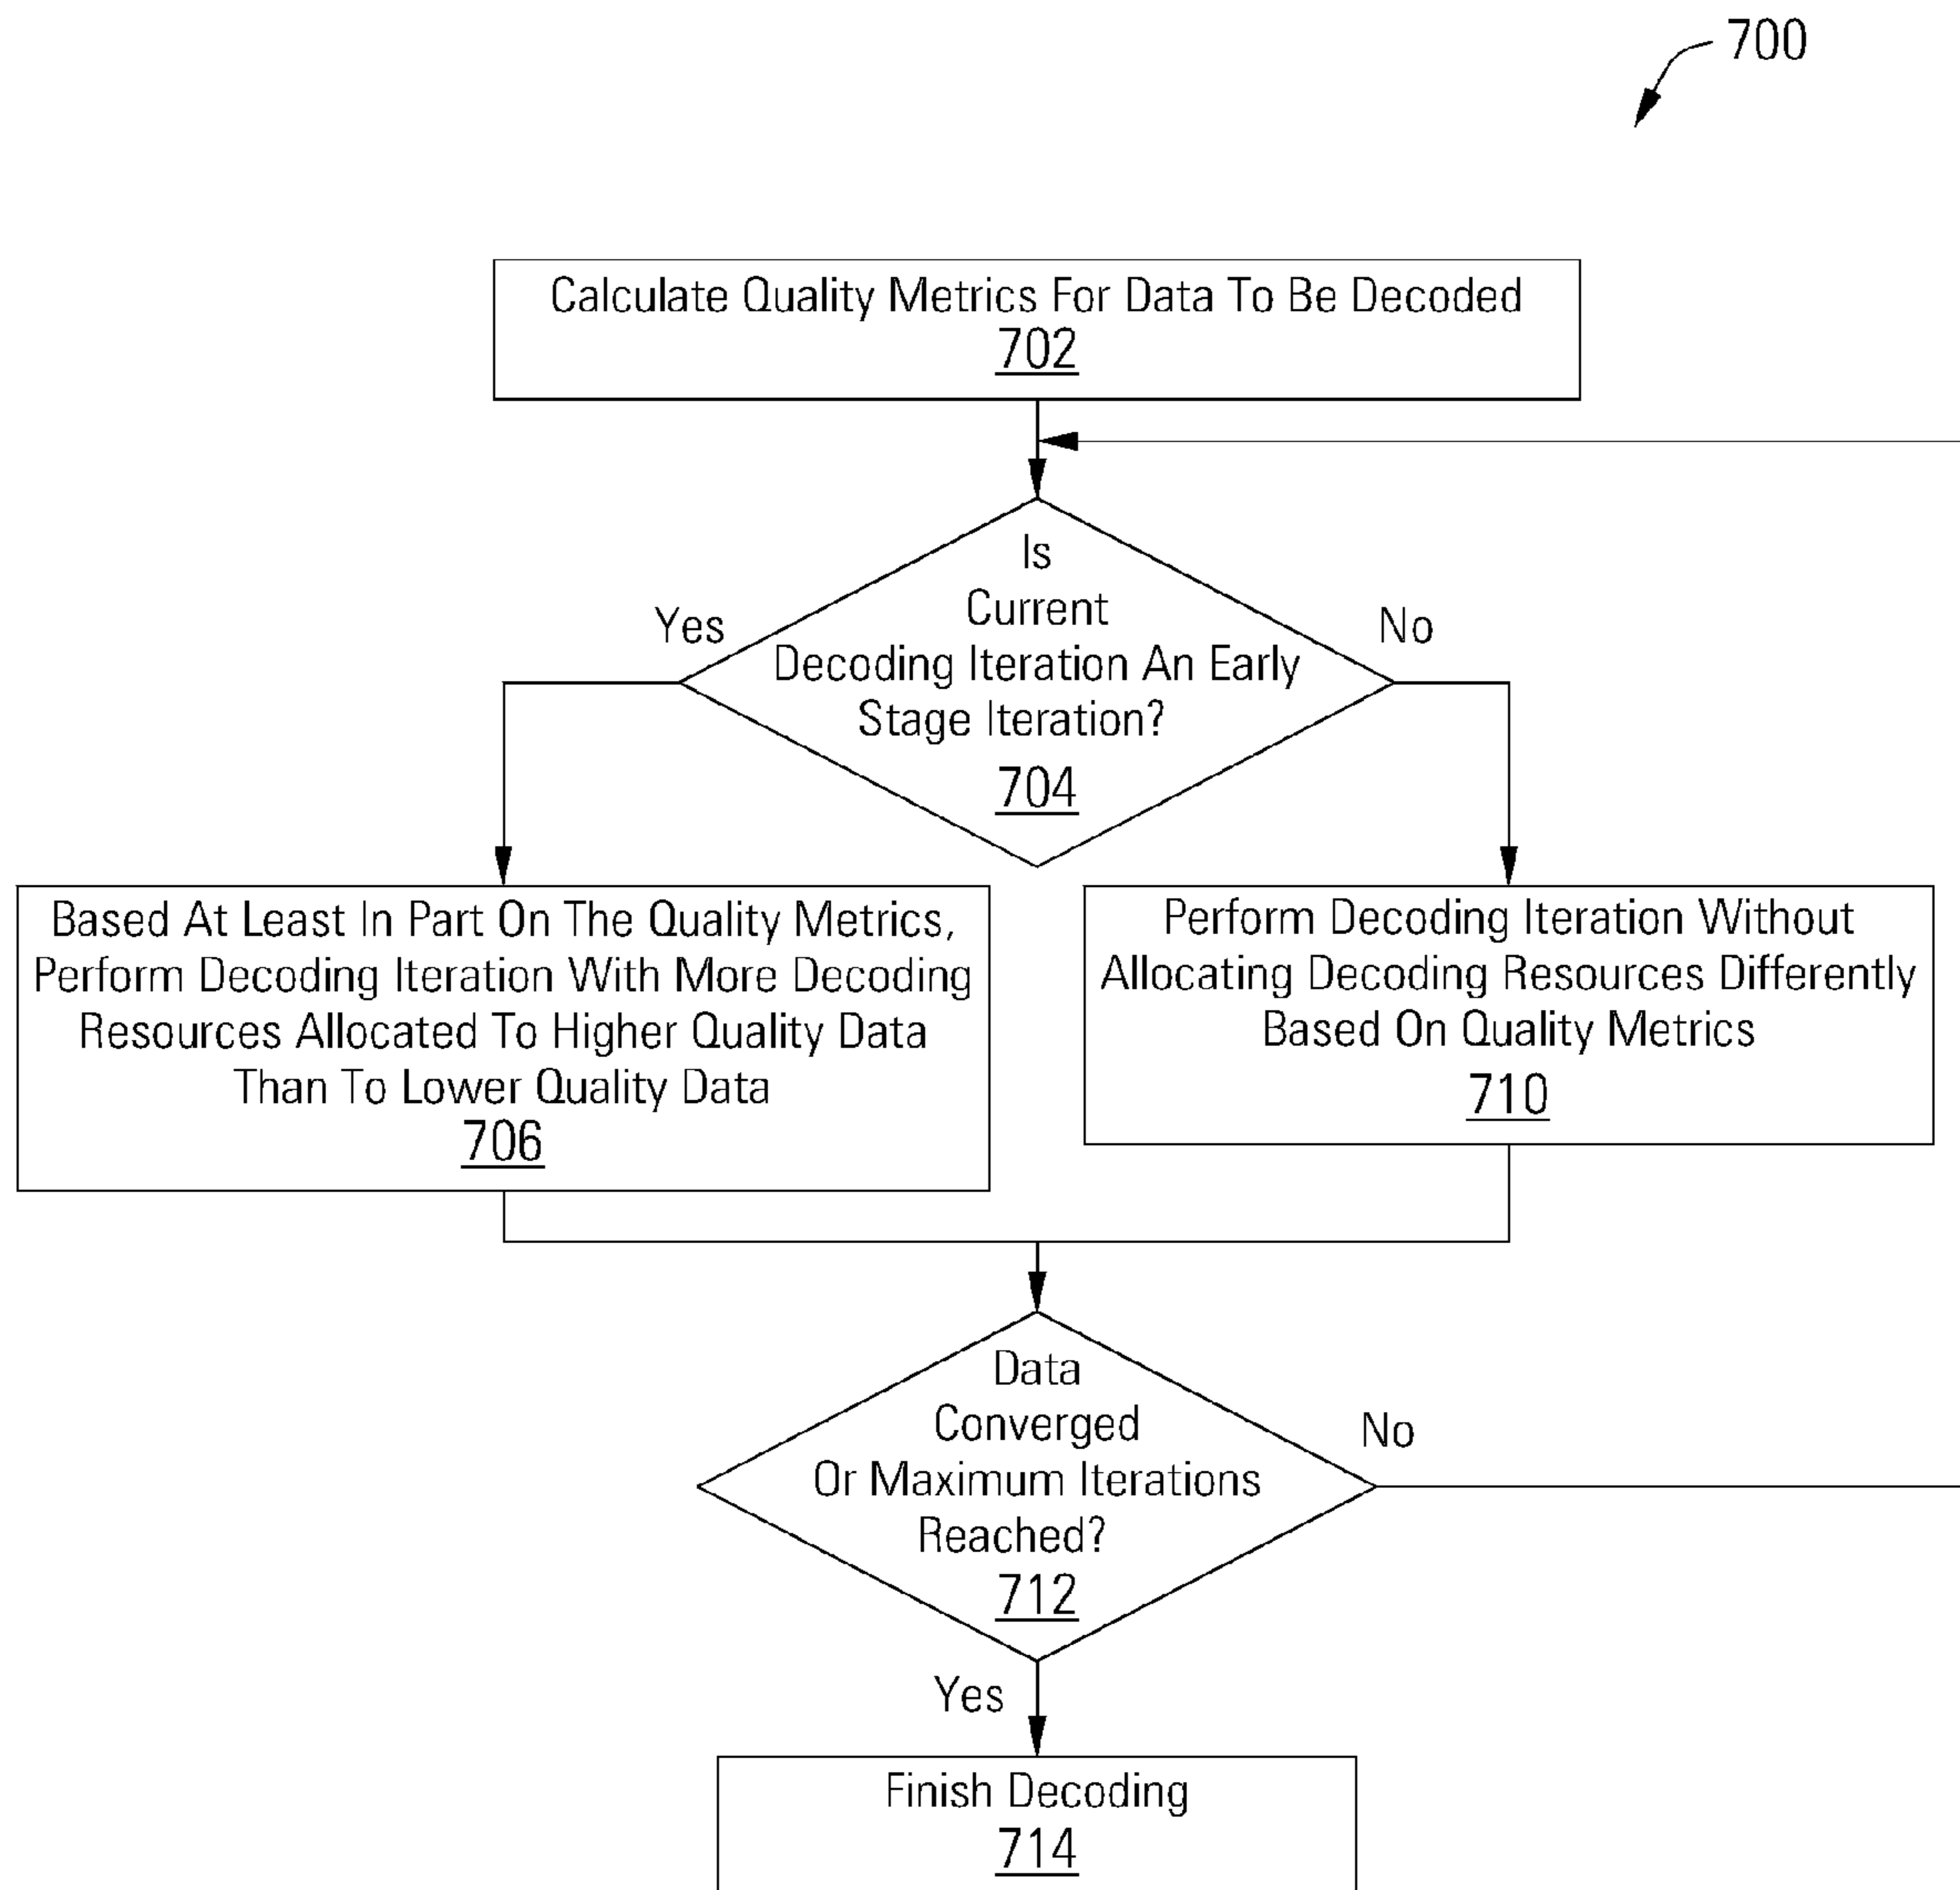 700
Calculate Quality Metrics For Data To Be Decoded
702
Is
Current
Decoding Iteration An Early
Stage Iteration?
704
Yes
No
Based At Least In Part On The Quality Metrics,
Perform Decoding Iteration With More Decoding
Resources Allocated To Higher Quality Data
Than To Lower Quality Data
706
Perform Decoding Iteration Without
Allocating Decoding Resources Differently
Based On Quality Metrics
710
Data
Converged
Or Maximum Iterations
Reached?
712
No
Yes
Finish Decoding
714